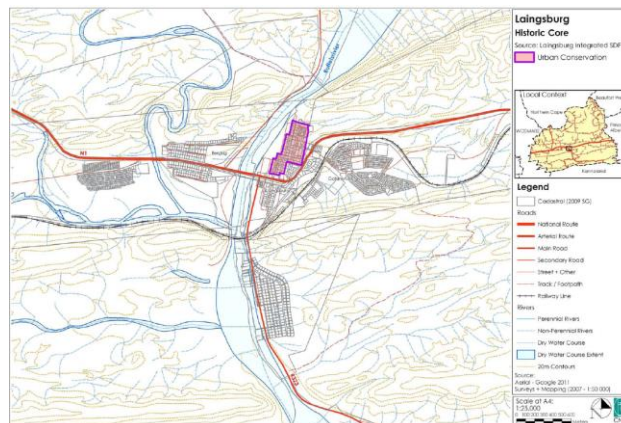 Laingsburg
Historic Core
Source: Laingsburg Integrated SDF
Urban Conservation
Local Context
Northern Cape
N1
Legend
Cadastral (2009 SG)
Roads
National Route
Arterial Route
Main Road
Secondary Road
Street + Other
Track / Footpath
Railway Line
Rivers
Perennial Rivers
Non-Perennial Rivers
Dry Water Course
Dry Water Course Extent
20m Contours
Source:
Aerial - Google 2011
Surveys + Mapping (2007 - 1:50 000)
Scale at A4:
1:25,000